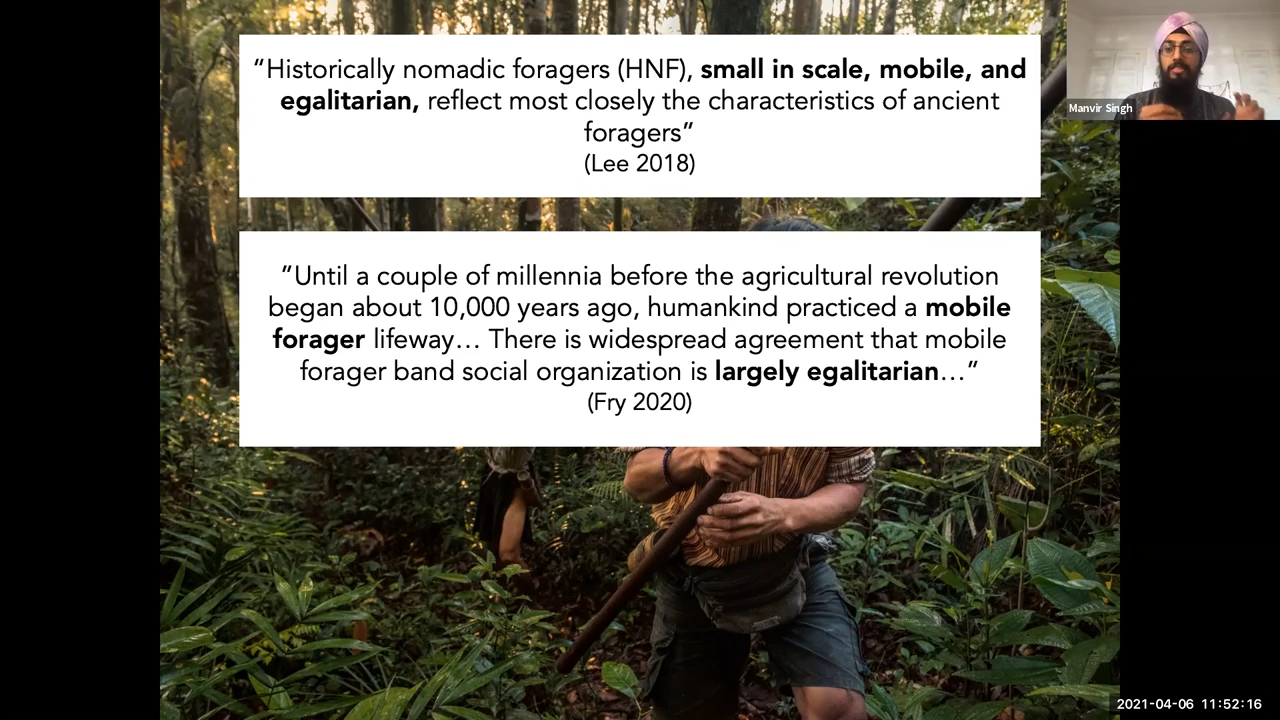 “Historically nomadic foragers (HNF), small in scale, mobile, and
egalitarian, reflect most closely the characteristics of ancient
foragers”
(Lee 2018)
”Until a couple of millennia before the agricultural revolution
began about 10,000 years ago, humankind practiced a mobile
forager lifeway… There is widespread agreement that mobile
forager band social organization is largely egalitarian…”
(Fry 2020)
Manvir Singh
2021-04-06 11:52:16